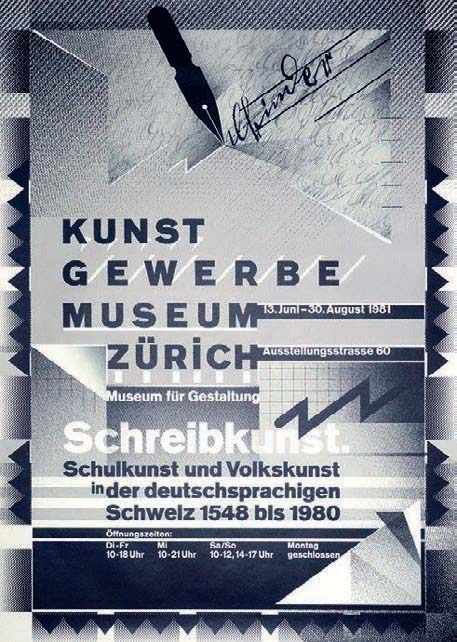 KUNST
GEWERBE
MUSEUM
13. Juni–30. August 1981
ZÜRICH
Ausstellungsstrasse 60
Museum für Gestaltung
Schreibkunst.
Schulkunst und Volkskunst
in der deutschsprachigen
Schweiz 1548 bis 1980
Öffnungszeiten:
Di-Fr Mi Sa/So Montag
10-18 Uhr 10-21 Uhr 10-12, 14-17 Uhr geschlossen